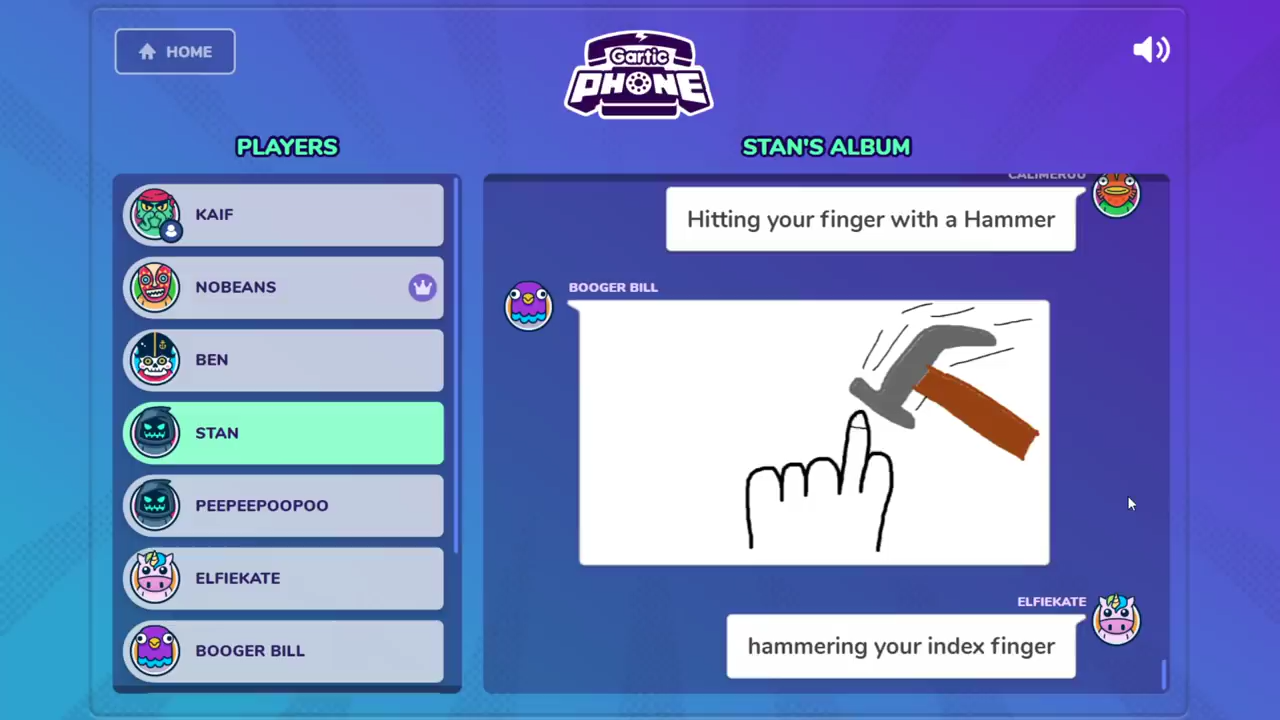 HOME
Gartic
PHONE
PLAYERS
STAN'S ALBUM
KAIF
NOBEANS
BEN
STAN
PEEPEEPOOPOO
ELFIEKATE
BOOGER BILL
CALIMERUU
Hitting your finger with a Hammer
BOOGER BILL
ELFIEKATE
hammering your index finger